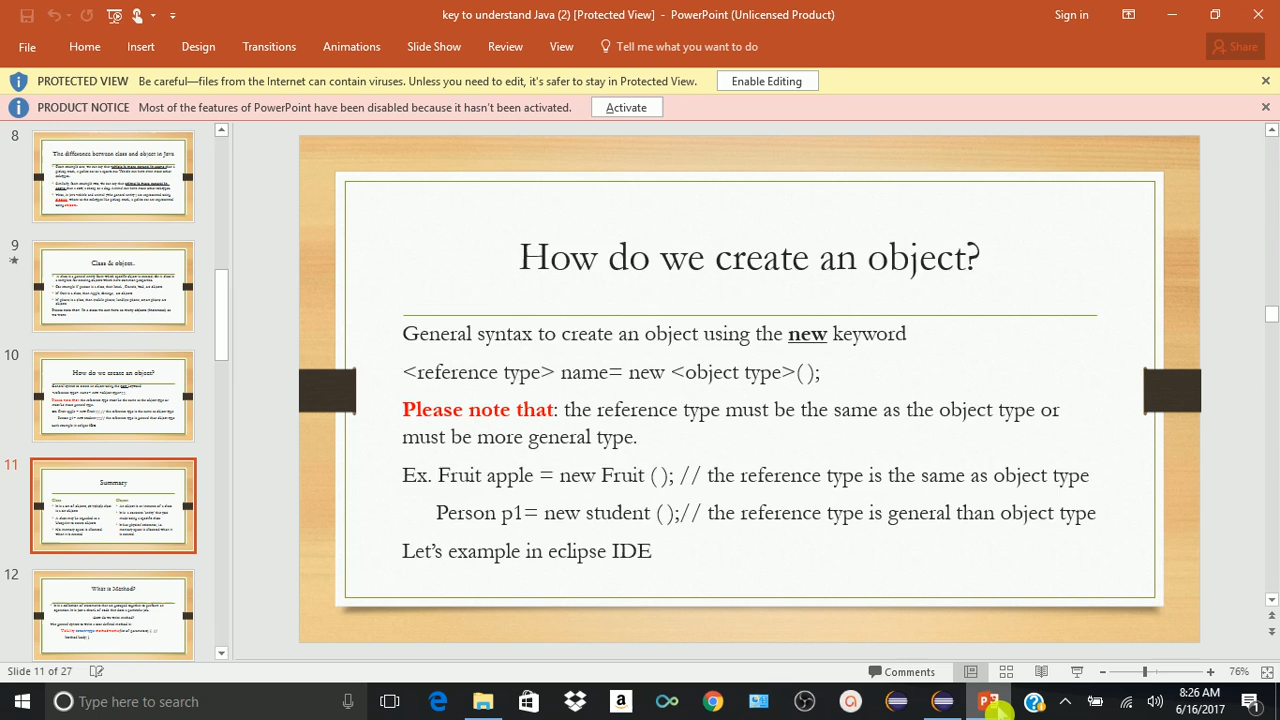 key to understand Java (2) [Protected View] - PowerPoint (Unlicensed Product)
Sign in
File Home Insert Design Transitions Animations Slide Show Review View Tell me what you want to do
Share
PROTECTED VIEW Be careful—files from the Internet can contain viruses. Unless you need to edit, it's safer to stay in Protected View. Enable Editing
PRODUCT NOTICE Most of the features of PowerPoint have been disabled because it hasn't been activated. Activate
8
The difference between class and object in Java
9
Class & object.
10
How do we create an object?
11
Summary
12
What is Method?
How do we create an object?
General syntax to create an object using the new keyword
<reference type> name= new <object type>( );
Please note that: the reference type must be the same as the object type or
must be more general type.
Ex. Fruit apple = new Fruit ( ); // the reference type is the same as object type
Person p1= new student ( );// the reference type is general than object type
Let's example in eclipse IDE
Slide 11 of 27
Comments
76%
Type here to search
8:26 AM
6/16/2017